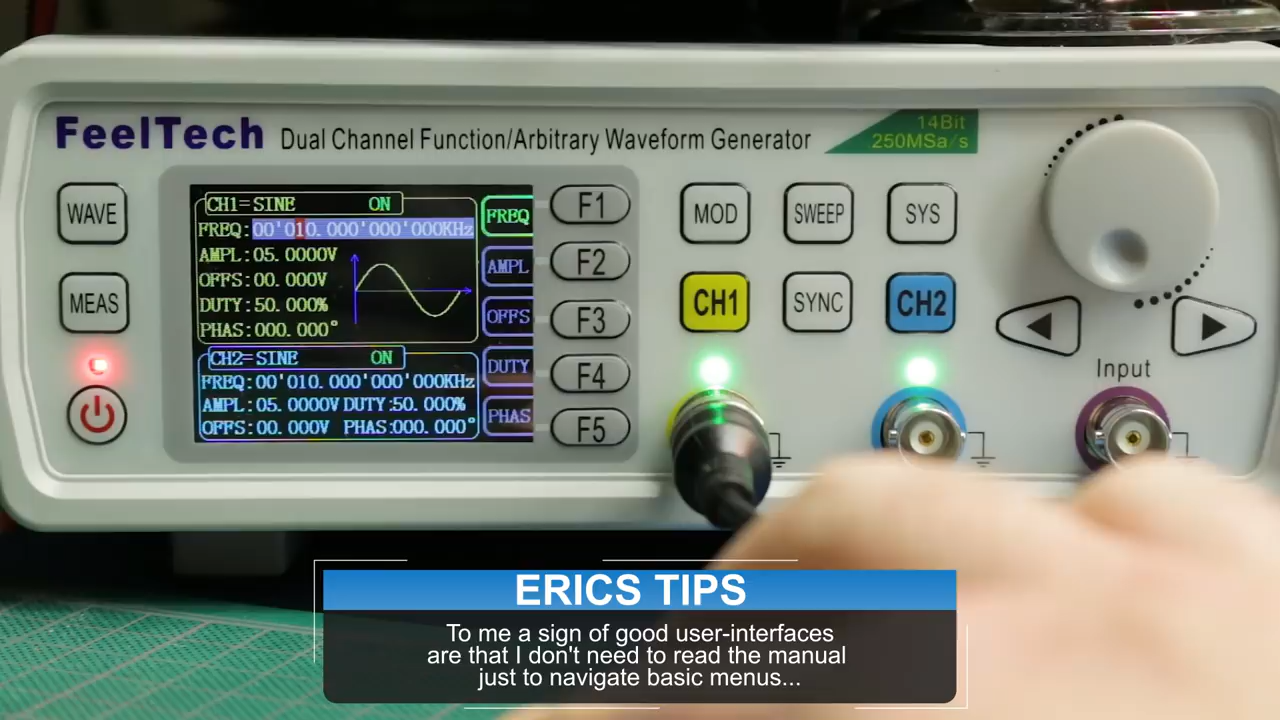 FeelTech Dual Channel Function/Arbitrary Waveform Generator
14Bit
250MSa/s
WAVE
MEAS
CH1=SINE ON
FREQ:00'010.000'000'000KHz
AMPL:05.0000V
OFFS:00.000V
DUTY:50.000%
PHAS:000.000°
CH2=SINE ON
FREQ:00'010.000'000'000KHz
AMPL:05.0000V DUTY:50.000%
OFFS:00.000V PHAS:000.000°
FREQ
AMPL
OFFS
DUTY
PHAS
F1
F2
F3
F4
F5
MOD
SWEEP
SYS
CH1
SYNC
CH2
Input
ERICS TIPS
To me a sign of good user-interfaces
are that I don't need to read the manual
just to navigate basic menus...